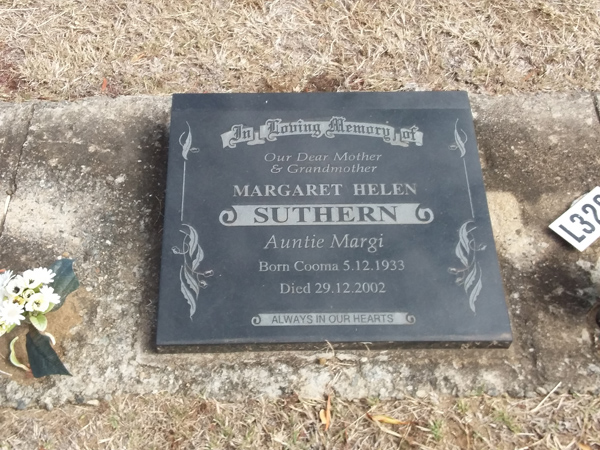 In Loving Memory of
Our Dear Mother
& Grandmother
MARGARET HELEN
SUTHERN
Auntie Margi
Born Cooma 5.12.1933
Died 29.12.2002
ALWAYS IN OUR HEARTS